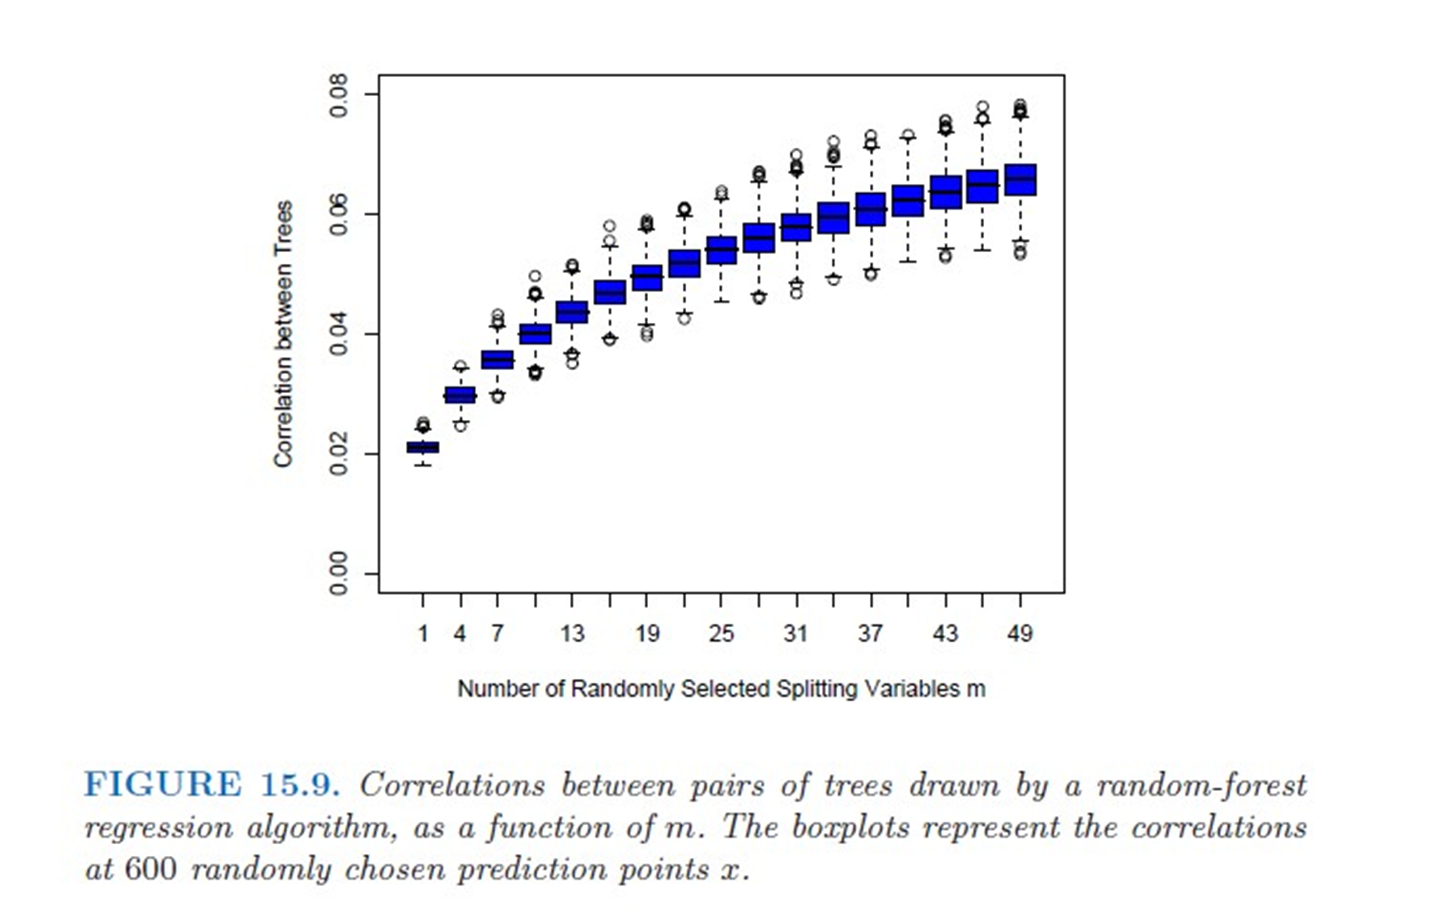 0.08
0.06
0.04
0.02
0.00
Correlation between Trees
1 4 7 13 19 25 31 37 43 49
Number of Randomly Selected Splitting Variables m
FIGURE 15.9. Correlations between pairs of trees drawn by a random-forest
regression algorithm, as a function of m. The boxplots represent the correlations
at 600 randomly chosen prediction points x.